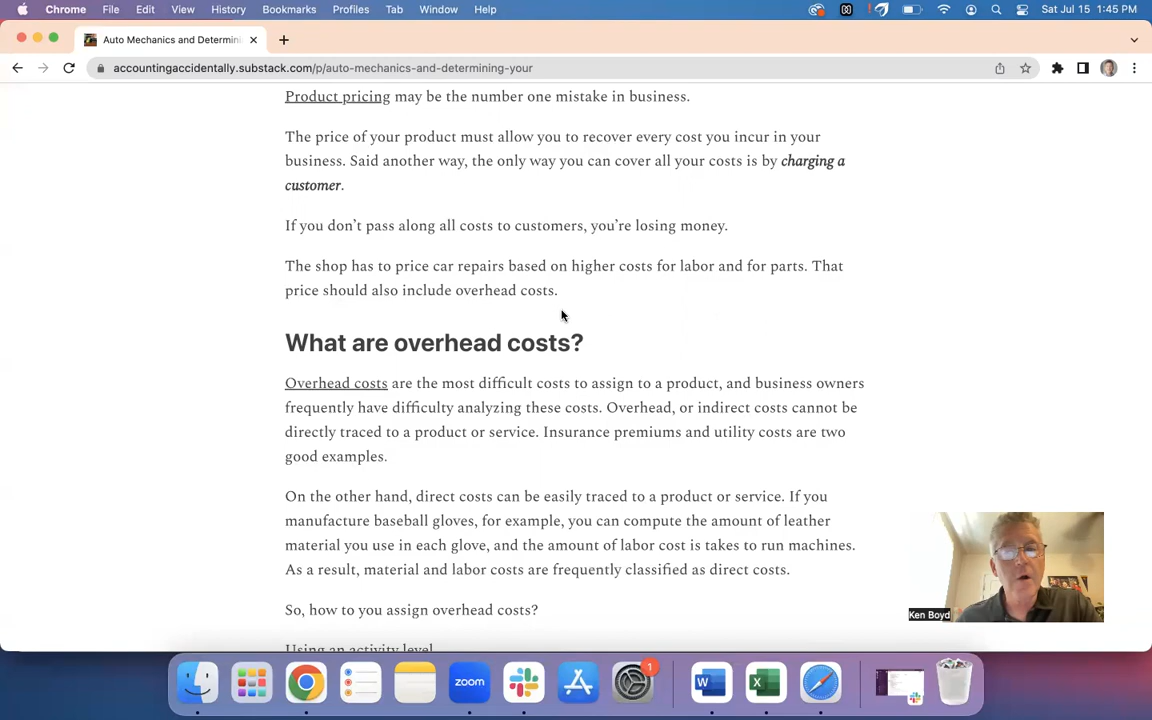 Chrome File Edit View History Bookmarks Profiles Tab Window Help Sat Jul 15 1:45 PM
Auto Mechanics and Determini
accountingaccidentally.substack.com/p/auto-mechanics-and-determining-your
Product pricing may be the number one mistake in business.
The price of your product must allow you to recover every cost you incur in your
business. Said another way, the only way you can cover all your costs is by charging a
customer.
If you don’t pass along all costs to customers, you’re losing money.
The shop has to price car repairs based on higher costs for labor and for parts. That
price should also include overhead costs.
What are overhead costs?
Overhead costs are the most difficult costs to assign to a product, and business owners
frequently have difficulty analyzing these costs. Overhead, or indirect costs cannot be
directly traced to a product or service. Insurance premiums and utility costs are two
good examples.
On the other hand, direct costs can be easily traced to a product or service. If you
manufacture baseball gloves, for example, you can compute the amount of leather
material you use in each glove, and the amount of labor cost is takes to run machines.
As a result, material and labor costs are frequently classified as direct costs.
So, how to you assign overhead costs?
Using an activity level
Ken Boyd
zoom
1
W
X